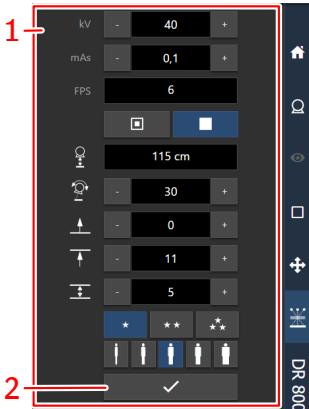 1
kV - 40 +
mAs - 0,1 +
FPS 6
115 cm
- 30 +
- 0 +
- 11 +
- 5 +
2
DR 800